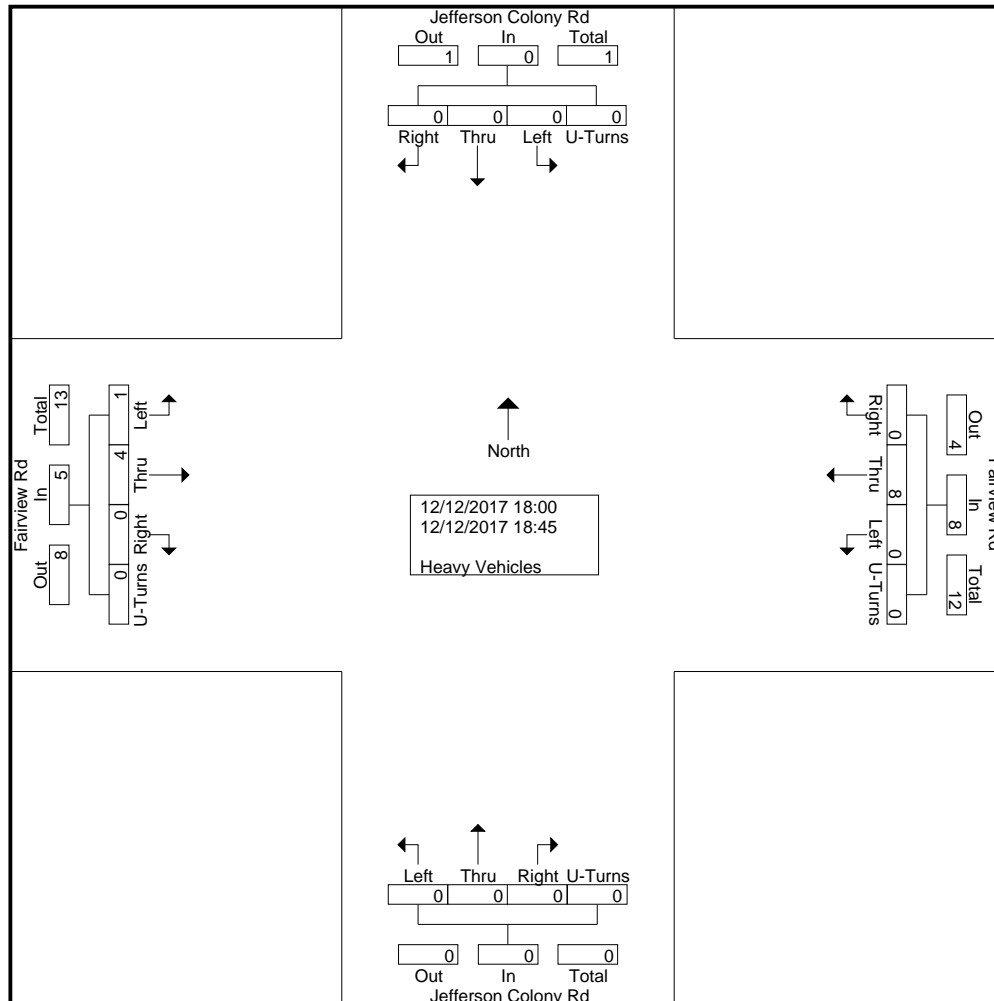 Jefferson Colony Rd
Out In Total
1 0 1
0 0 0 0
Right Thru Left U-Turns
Fairview Rd
Total In Out
13 5 8
1 4 0 0
Left Thru Right U-Turns
North
12/12/2017 18:00
12/12/2017 18:45
Heavy Vehicles
Right Thru Left U-Turns
0 8 0 0
Out In Total
4 8 12
Fairview Rd
Left Thru Right U-Turns
0 0 0 0
0 0 0
Out In Total
Jefferson Colony Rd